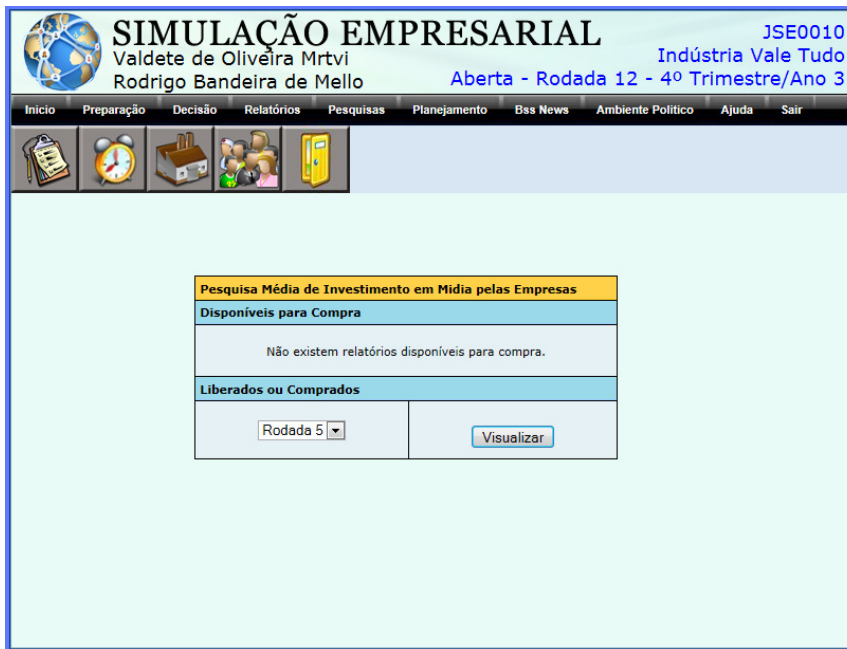 SIMULAÇÃO EMPRESARIAL
JSE0010
Valdete de Oliveira Mrtvi
Indústria Vale Tudo
Rodrigo Bandeira de Mello
Aberta - Rodada 12 - 4º Trimestre/Ano 3
Inicio Preparação Decisão Relatórios Pesquisas Planejamento Bss News Ambiente Politico Ajuda Sair
Pesquisa Média de Investimento em Midia pelas Empresas
Disponíveis para Compra
Não existem relatórios disponíveis para compra.
Liberados ou Comprados
Rodada 5 Visualizar